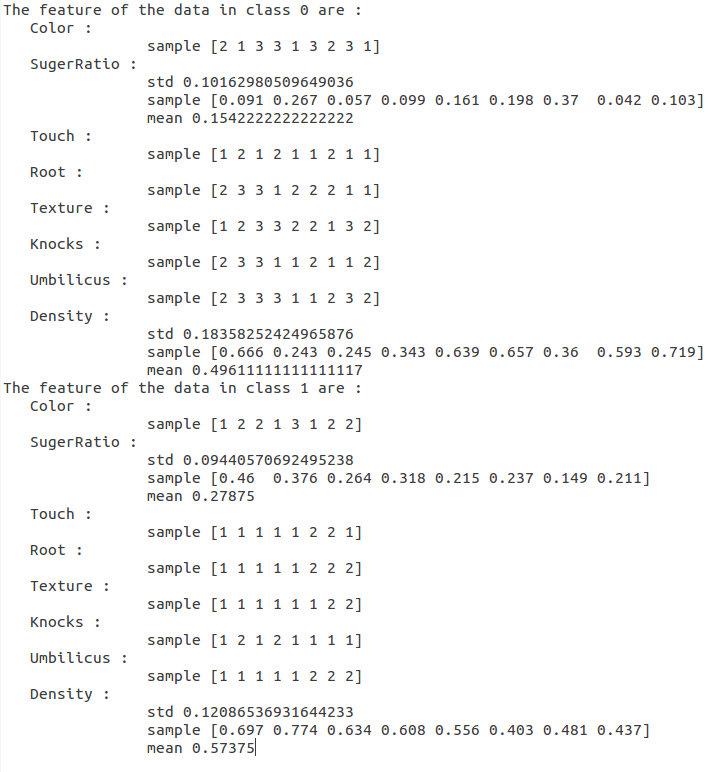 The feature of the data in class 0 are :
Color :
sample [2 1 3 3 1 3 2 3 1]
SugerRatio :
std 0.10162980509649036
sample [0.091 0.267 0.057 0.099 0.161 0.198 0.37  0.042 0.103]
mean 0.1542222222222222
Touch :
sample [1 2 1 2 1 1 2 1 1]
Root :
sample [2 3 3 1 2 2 2 1 1]
Texture :
sample [1 2 3 3 2 2 1 3 2]
Knocks :
sample [2 3 3 1 1 2 1 1 2]
Umbilicus :
sample [2 3 3 3 1 1 2 3 2]
Density :
std 0.18358252424965876
sample [0.666 0.243 0.245 0.343 0.639 0.657 0.36  0.593 0.719]
mean 0.49611111111111117
The feature of the data in class 1 are :
Color :
sample [1 2 2 1 3 1 2 2]
SugerRatio :
std 0.09440570692495238
sample [0.46  0.376 0.264 0.318 0.215 0.237 0.149 0.211]
mean 0.27875
Touch :
sample [1 1 1 1 1 2 2 1]
Root :
sample [1 1 1 1 1 2 2 2]
Texture :
sample [1 1 1 1 1 1 2 2]
Knocks :
sample [1 2 1 2 1 1 1 1]
Umbilicus :
sample [1 1 1 1 1 2 2 2]
Density :
std 0.12086536931644233
sample [0.697 0.774 0.634 0.608 0.556 0.403 0.481 0.437]
mean 0.57375